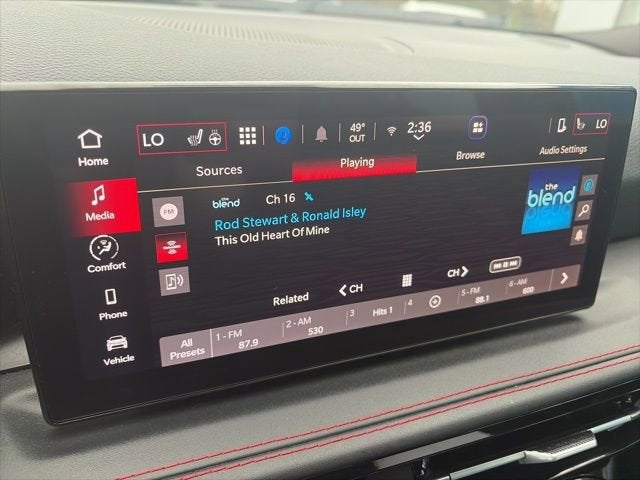 Home
LO
49°
OUT
2:36
LO
Sources
Playing
Browse
Audio Settings
Media
FM
the blend
Ch 16
Rod Stewart & Ronald Isley
This Old Heart Of Mine
the
blend
Comfort
Phone
Vehicle
Related
CH
CH
All
Presets
1 - FM
87.9
2 - AM
530
3
Hits 1
4
5 - FM
88.1
6 - AM
600